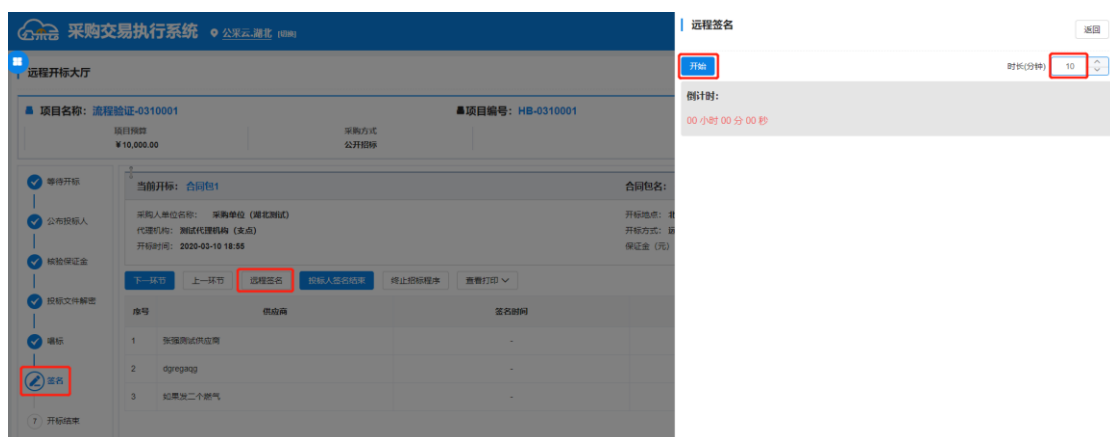 公采云 采购交易执行系统 公采云.湖北 [切换]
远程开标大厅
项目名称：流程验证-0310001 项目编号：HB-0310001
项目预算 采购方式
¥10,000.00 公开招标
等待开标
公布投标人
核验保证金
投标文件解密
唱标
签名
7 开标结束
当前开标：合同包1 合同包名：
采购人单位名称： 采购单位（湖北测试） 开标地点：
代理机构：测试代理机构（支点） 开标方式：
开标时间：2020-03-10 18:55 保证金（元）
下一环节 上一环节 远程签名 投标人签名结束 终止招标程序 查看打印
序号 供应商 签名时间
1 张强测试供应商 -
2 dgregaqg -
3 如果发二个燃气 -
远程签名 返回
开始 时长(分钟) 10
倒计时：
00 小时 00 分 00 秒